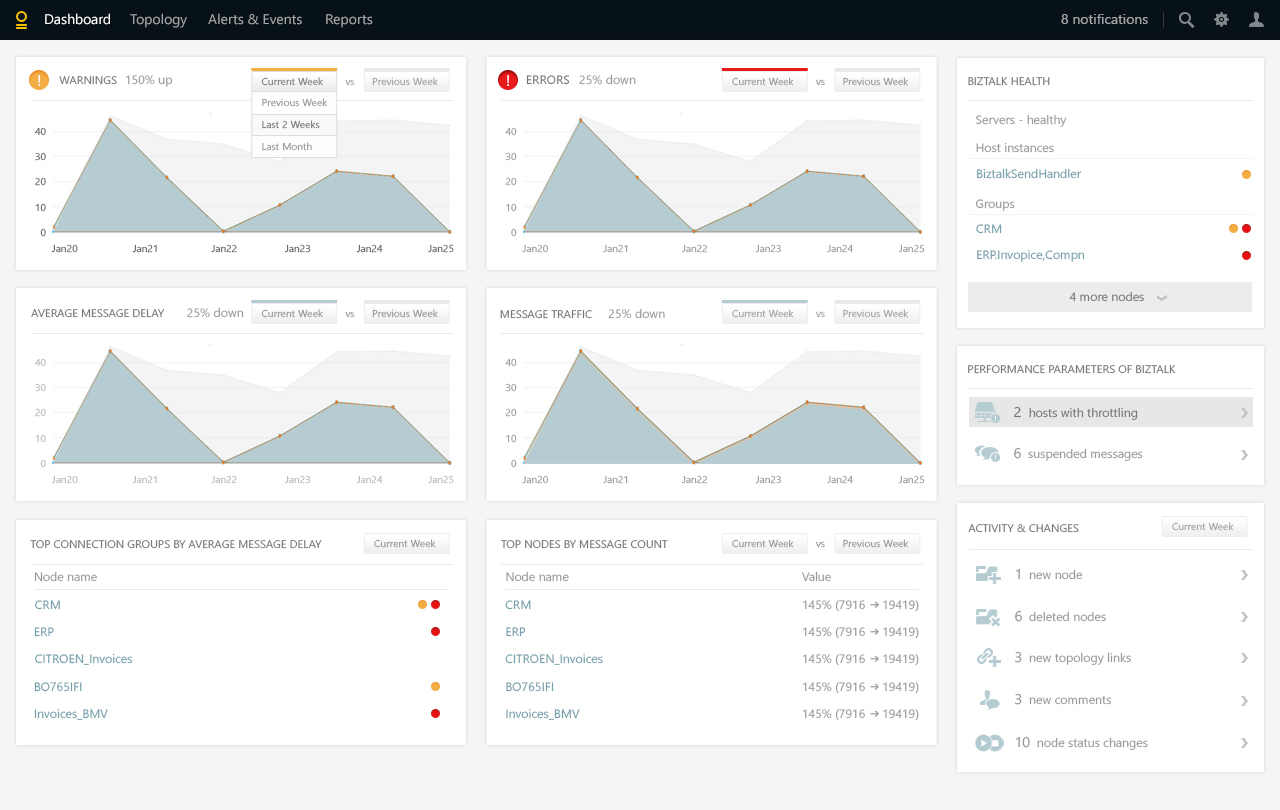 Dashboard Topology Alerts & Events Reports 8 notifications
WARNINGS 150% up Current Week vs Previous Week
Previous Week
Last 2 Weeks
Last Month
40
30
20
10
0
Jan20 Jan21 Jan22 Jan23 Jan24 Jan25
ERRORS 25% down Current Week vs Previous Week
40
30
20
10
0
Jan20 Jan21 Jan22 Jan23 Jan24 Jan25
BIZTALK HEALTH
Servers - healthy
Host instances
BiztalkSendHandler
Groups
CRM
ERP.Invopice,Compn
4 more nodes
AVERAGE MESSAGE DELAY 25% down Current Week vs Previous Week
40
30
20
10
0
Jan20 Jan21 Jan22 Jan23 Jan24 Jan25
MESSAGE TRAFFIC 25% down Current Week vs Previous Week
40
30
20
10
0
Jan20 Jan21 Jan22 Jan23 Jan24 Jan25
PERFORMANCE PARAMETERS OF BIZTALK
2 hosts with throttling
6 suspended messages
TOP CONNECTION GROUPS BY AVERAGE MESSAGE DELAY Current Week
Node name
CRM
ERP
CITROEN_Invoices
BO765IFI
Invoices_BMV
TOP NODES BY MESSAGE COUNT Current Week vs Previous Week
Node name Value
CRM 145% (7916 → 19419)
ERP 145% (7916 → 19419)
CITROEN_Invoices 145% (7916 → 19419)
BO765IFI 145% (7916 → 19419)
Invoices_BMV 145% (7916 → 19419)
ACTIVITY & CHANGES Current Week
1 new node
6 deleted nodes
3 new topology links
3 new comments
10 node status changes